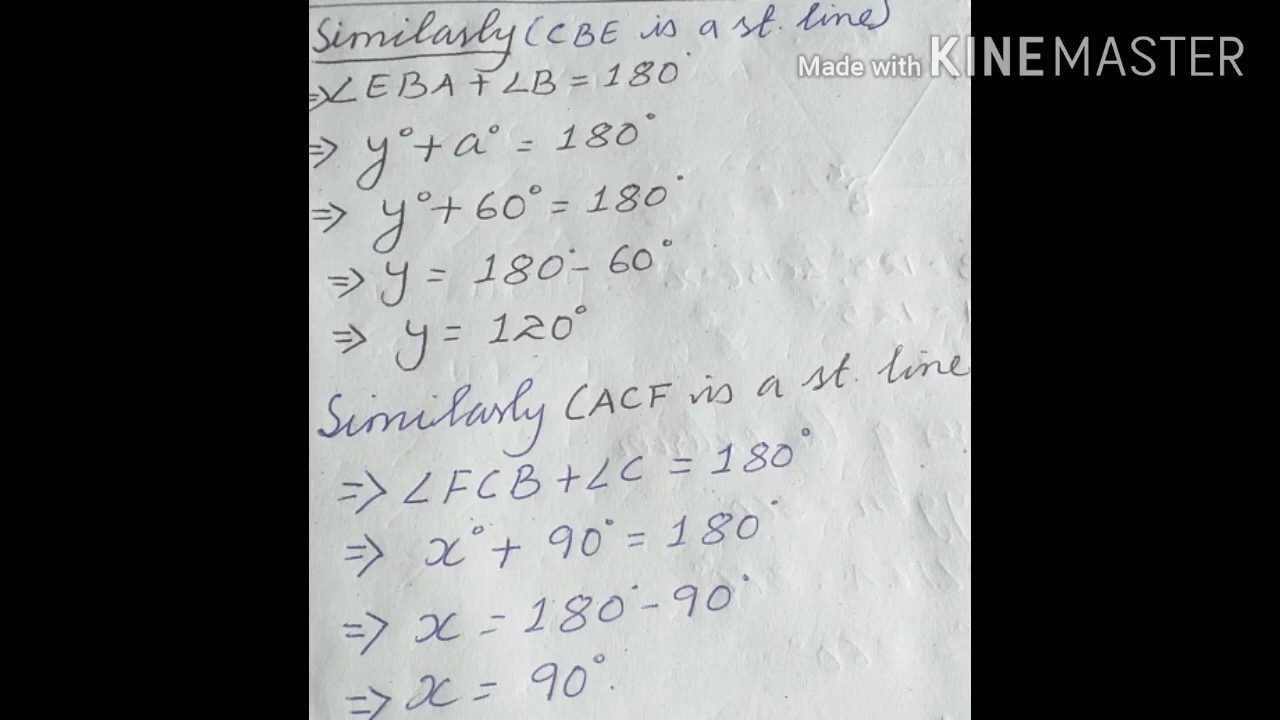 Similarly (CBE is a st. line)
Made with KINEMASTER
⇒∠EBA + ∠B = 180°
⇒ y° + a° = 180°
⇒ y° + 60° = 180°
⇒ y = 180° - 60°
⇒ y = 120°
Similarly (ACF is a st. line
⇒ ∠FCB + ∠C = 180°
⇒ x° + 90° = 180°
⇒ x = 180° - 90°
⇒ x = 90°